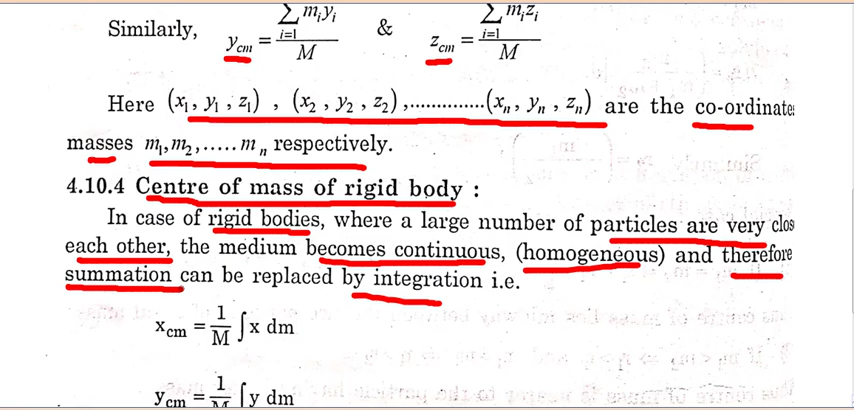 Similarly, y_cm = ∑_{i=1} m_i y_i / M & z_cm = ∑_{i=1} m_i z_i / M
Here (x₁, y₁, z₁), (x₂, y₂, z₂),..............(xₙ, yₙ, zₙ) are the co-ordinate
masses m₁,m₂,.....mₙ respectively.
4.10.4 Centre of mass of rigid body :
In case of rigid bodies, where a large number of particles are very clos
each other, the medium becomes continuous, (homogeneous) and therefore
summation can be replaced by integration i.e.
x_cm = 1/M ∫x dm
y_cm = 1/M ∫y dm